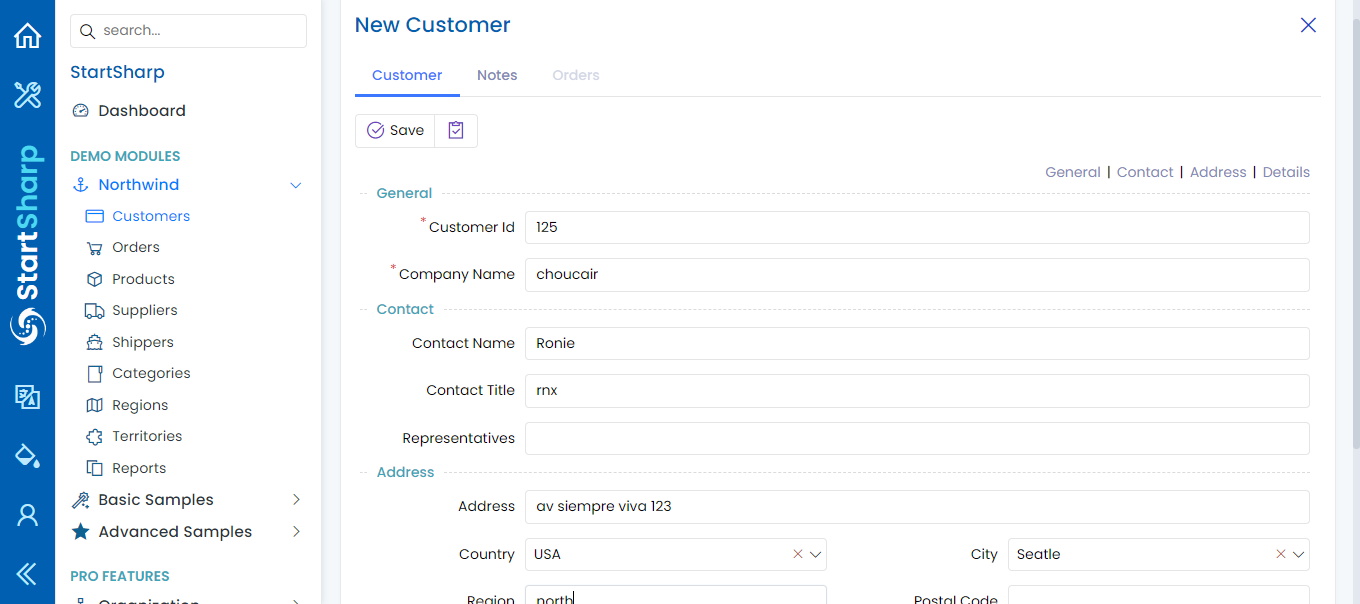 search...
StartSharp
Dashboard
DEMO MODULES
Northwind
Customers
Orders
Products
Suppliers
Shippers
Categories
Regions
Territories
Reports
Basic Samples
Advanced Samples
PRO FEATURES
Organization
StartSharp
New Customer
Customer Notes Orders
Save
General | Contact | Address | Details
General
* Customer Id 125
* Company Name choucair
Contact
Contact Name Ronie
Contact Title rnx
Representatives
Address
Address av siempre viva 123
Country USA City Seatle
Region north Postal Code